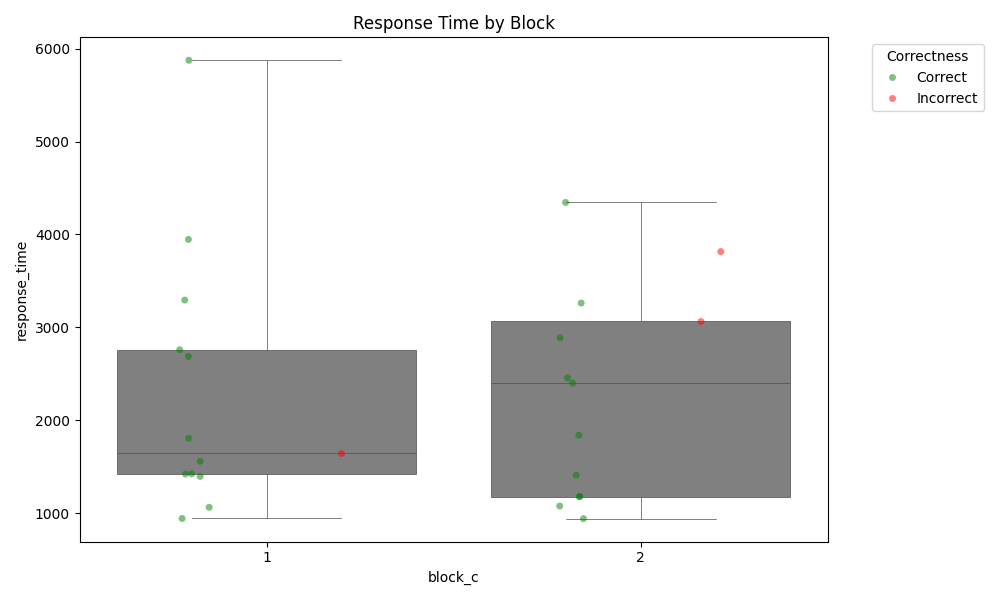 Response Time by Block
Correctness
Correct
Incorrect
response_time
6000
5000
4000
3000
2000
1000
1
2
block_c